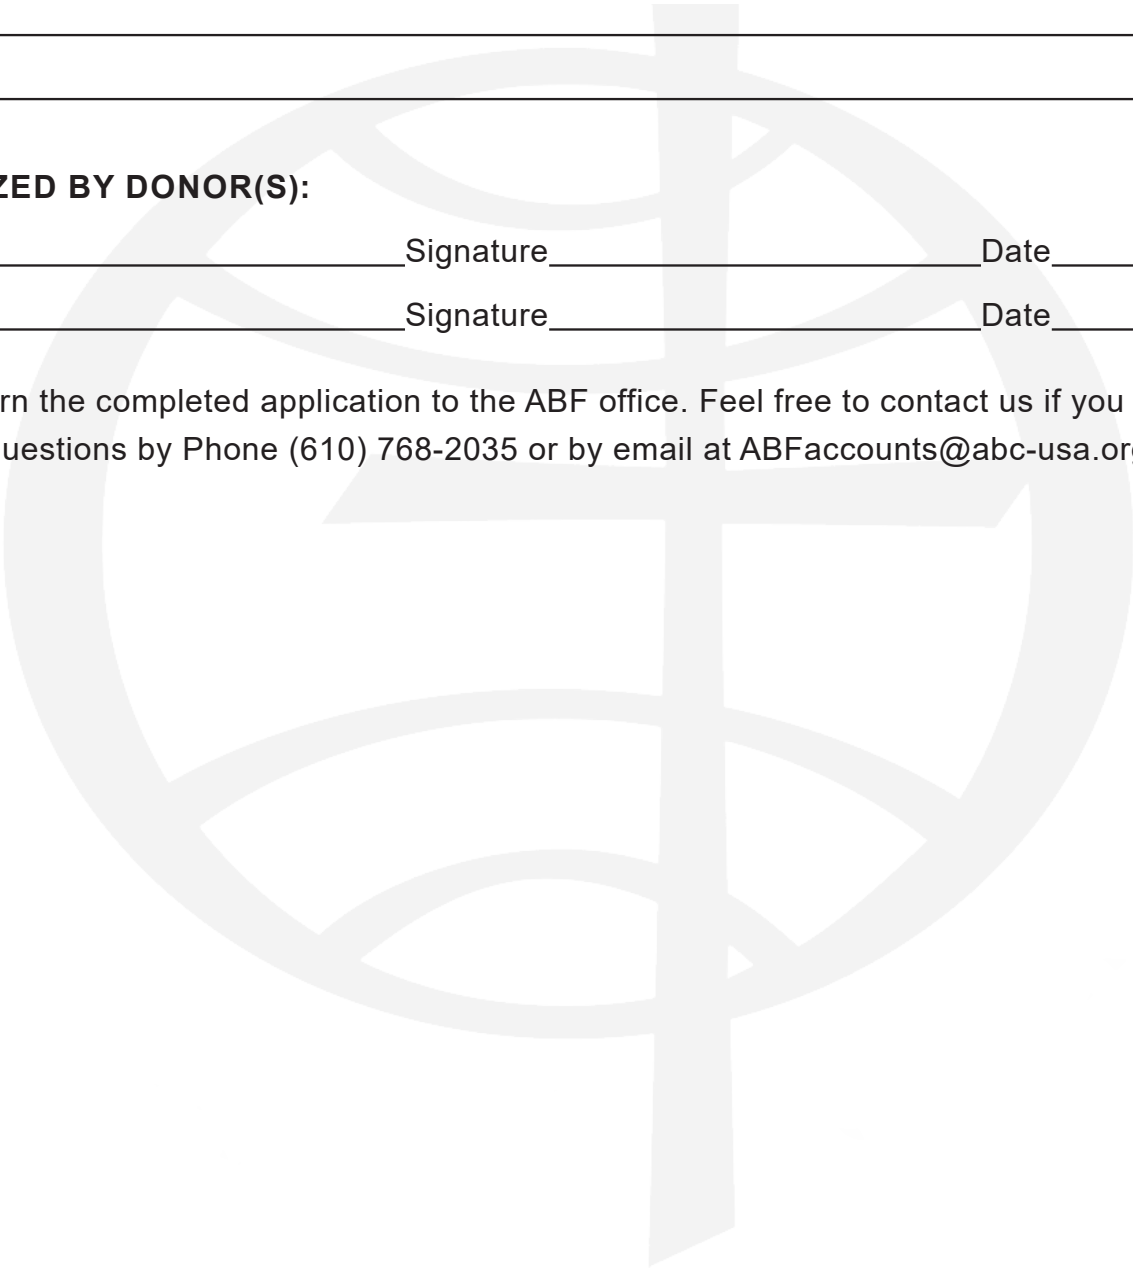 ZED BY DONOR(S):
Signature Date
Signature Date
rn the completed application to the ABF office. Feel free to contact us if you
uestions by Phone (610) 768-2035 or by email at ABFaccounts@abc-usa.org